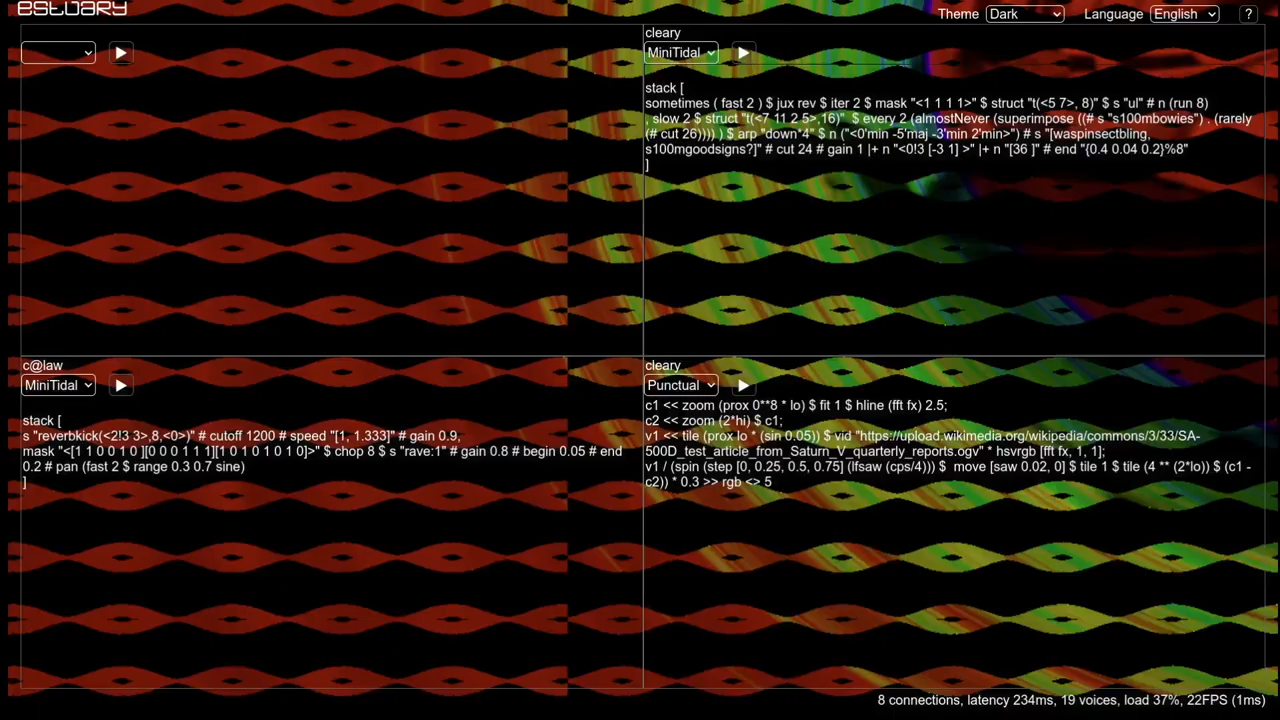 estuary
Theme Dark Language English ?
cleary
MiniTidal
stack [
sometimes ( fast 2 ) $ jux rev $ iter 2 $ mask "<1 1 1 1>" $ struct "t(<5 7>, 8)" $ s "ul" # n (run 8)
, slow 2 $ struct "t(<7 11 2 5>,16)"  $ every 2 (almostNever (superimpose ((# s "s100mbowies") . (rarely
(# cut 26)))) ) $ arp "down*4" $ n ("<0'min -5'maj -3'min 2'min>") # s "[waspinsectbling,
s100mgoodsigns?]" # cut 24 # gain 1 |+ n "<0!3 [-3 1] >" |+ n "[36 ]" # end "{0.4 0.04 0.2}%8"
]
c@law
MiniTidal
stack [
s "reverbkick(<2!3 3>,8,<0>)" # cutoff 1200 # speed "[1, 1.333]" # gain 0.9,
mask "<[1 1 0 0 1 0 ][0 0 0 1 1 1][1 0 1 0 1 0 1 0]>" $ chop 8 $ s "rave:1" # gain 0.8 # begin 0.05 # end
0.2 # pan (fast 2 $ range 0.3 0.7 sine)
]
cleary
Punctual
c1 << zoom (prox 0**8 * lo) $ fit 1 $ hline (fft fx) 2.5;
c2 << zoom (2*hi) $ c1;
v1 << tile (prox lo * (sin 0.05)) $ vid "https://upload.wikimedia.org/wikipedia/commons/3/33/SA-
500D_test_article_from_Saturn_V_quarterly_reports.ogv" * hsvrgb [fft fx, 1, 1];
v1 / (spin (step [0, 0.25, 0.5, 0.75] (lfsaw (cps/4))) $  move [saw 0.02, 0] $ tile 1 $ tile (4 ** (2*lo)) $ (c1 -
c2)) * 0.3 >> rgb <> 5
8 connections, latency 234ms, 19 voices, load 37%, 22FPS (1ms)